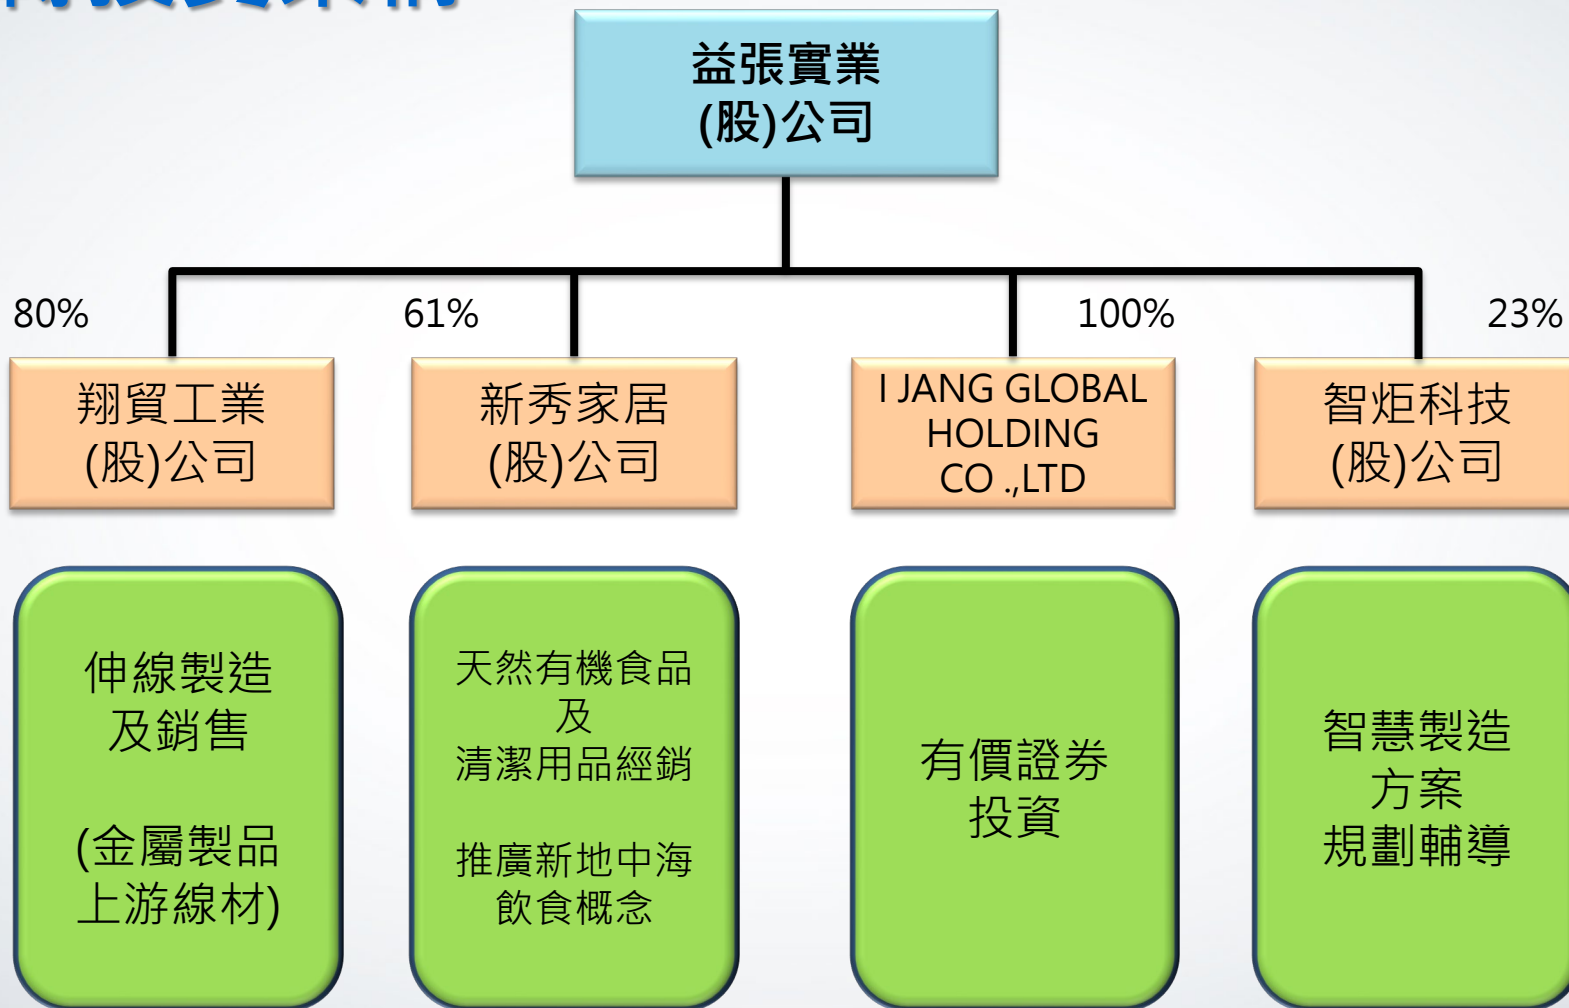 益張實業
(股)公司
80%
61%
100%
23%
翔貿工業
(股)公司
新秀家居
(股)公司
I JANG GLOBAL
HOLDING
CO .,LTD
智炬科技
(股)公司
伸線製造
及銷售
(金屬製品
上游線材)
天然有機食品
及
清潔用品經銷
推廣新地中海
飲食概念
有價證券
投資
智慧製造
方案
規劃輔導